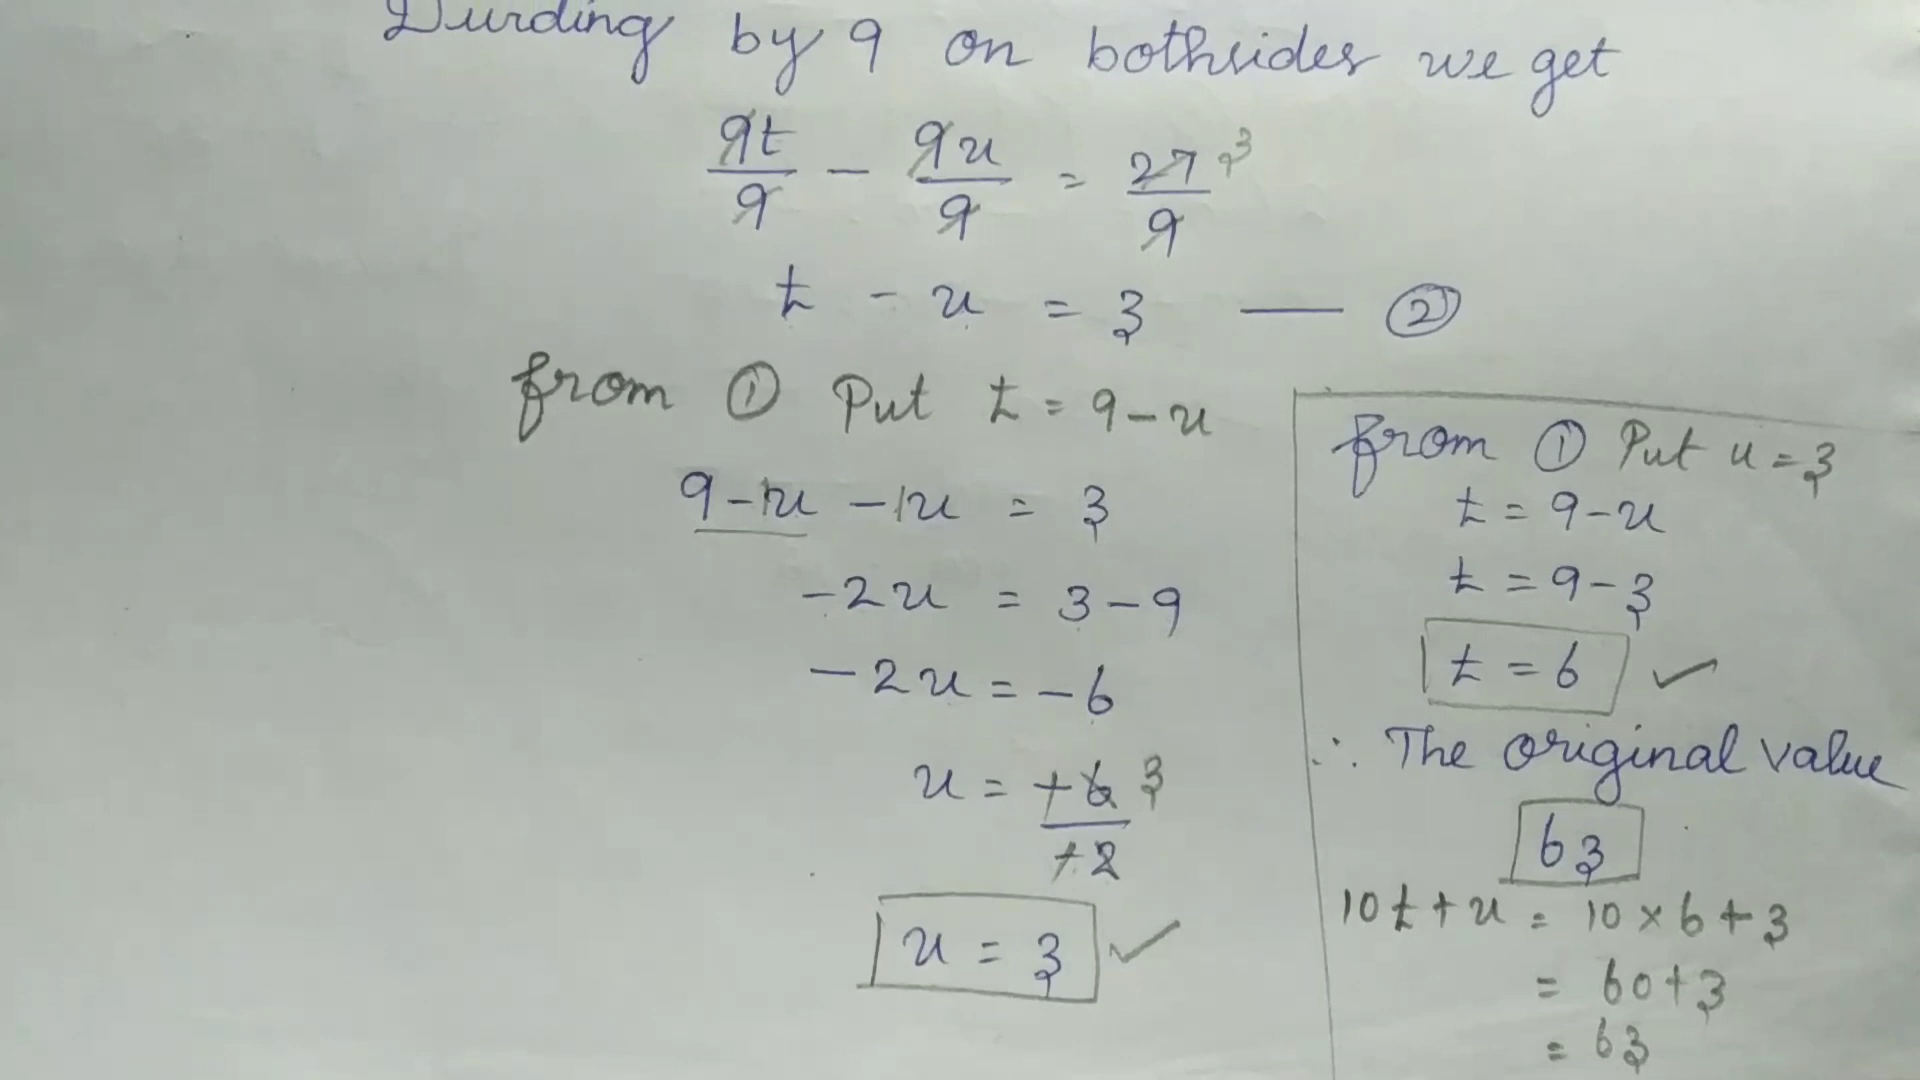 Dividing by 9 on bothsides we get
9t/9 - 9u/9 = 27/9 3
t - u = 3 — ②
from ① Put t = 9 - u
9 - 1u - 1u = 3
-2u = 3 - 9
-2u = -6
u = +6/+2 3
u = 3 ✓
from ① Put u = 3
t = 9 - u
t = 9 - 3
t = 6 ✓
∴ The original value
63
10t + u = 10 × 6 + 3
= 60 + 3
= 63